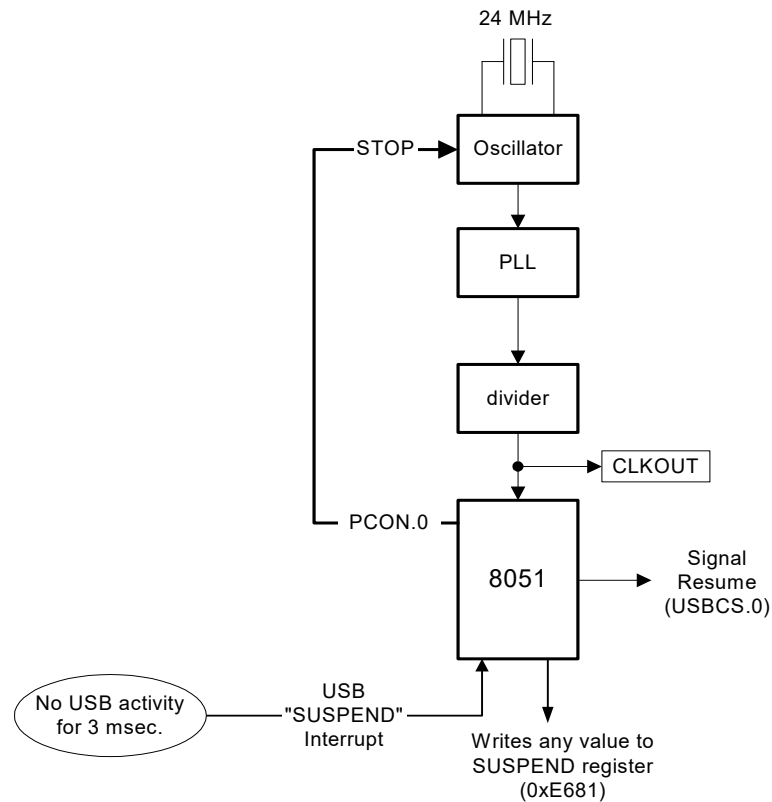 24 MHz
STOP
Oscillator
PLL
divider
CLKOUT
PCON.0
8051
Signal
Resume
(USBCS.0)
No USB activity
for 3 msec.
USB
"SUSPEND"
Interrupt
Writes any value to
SUSPEND register
(0xE681)